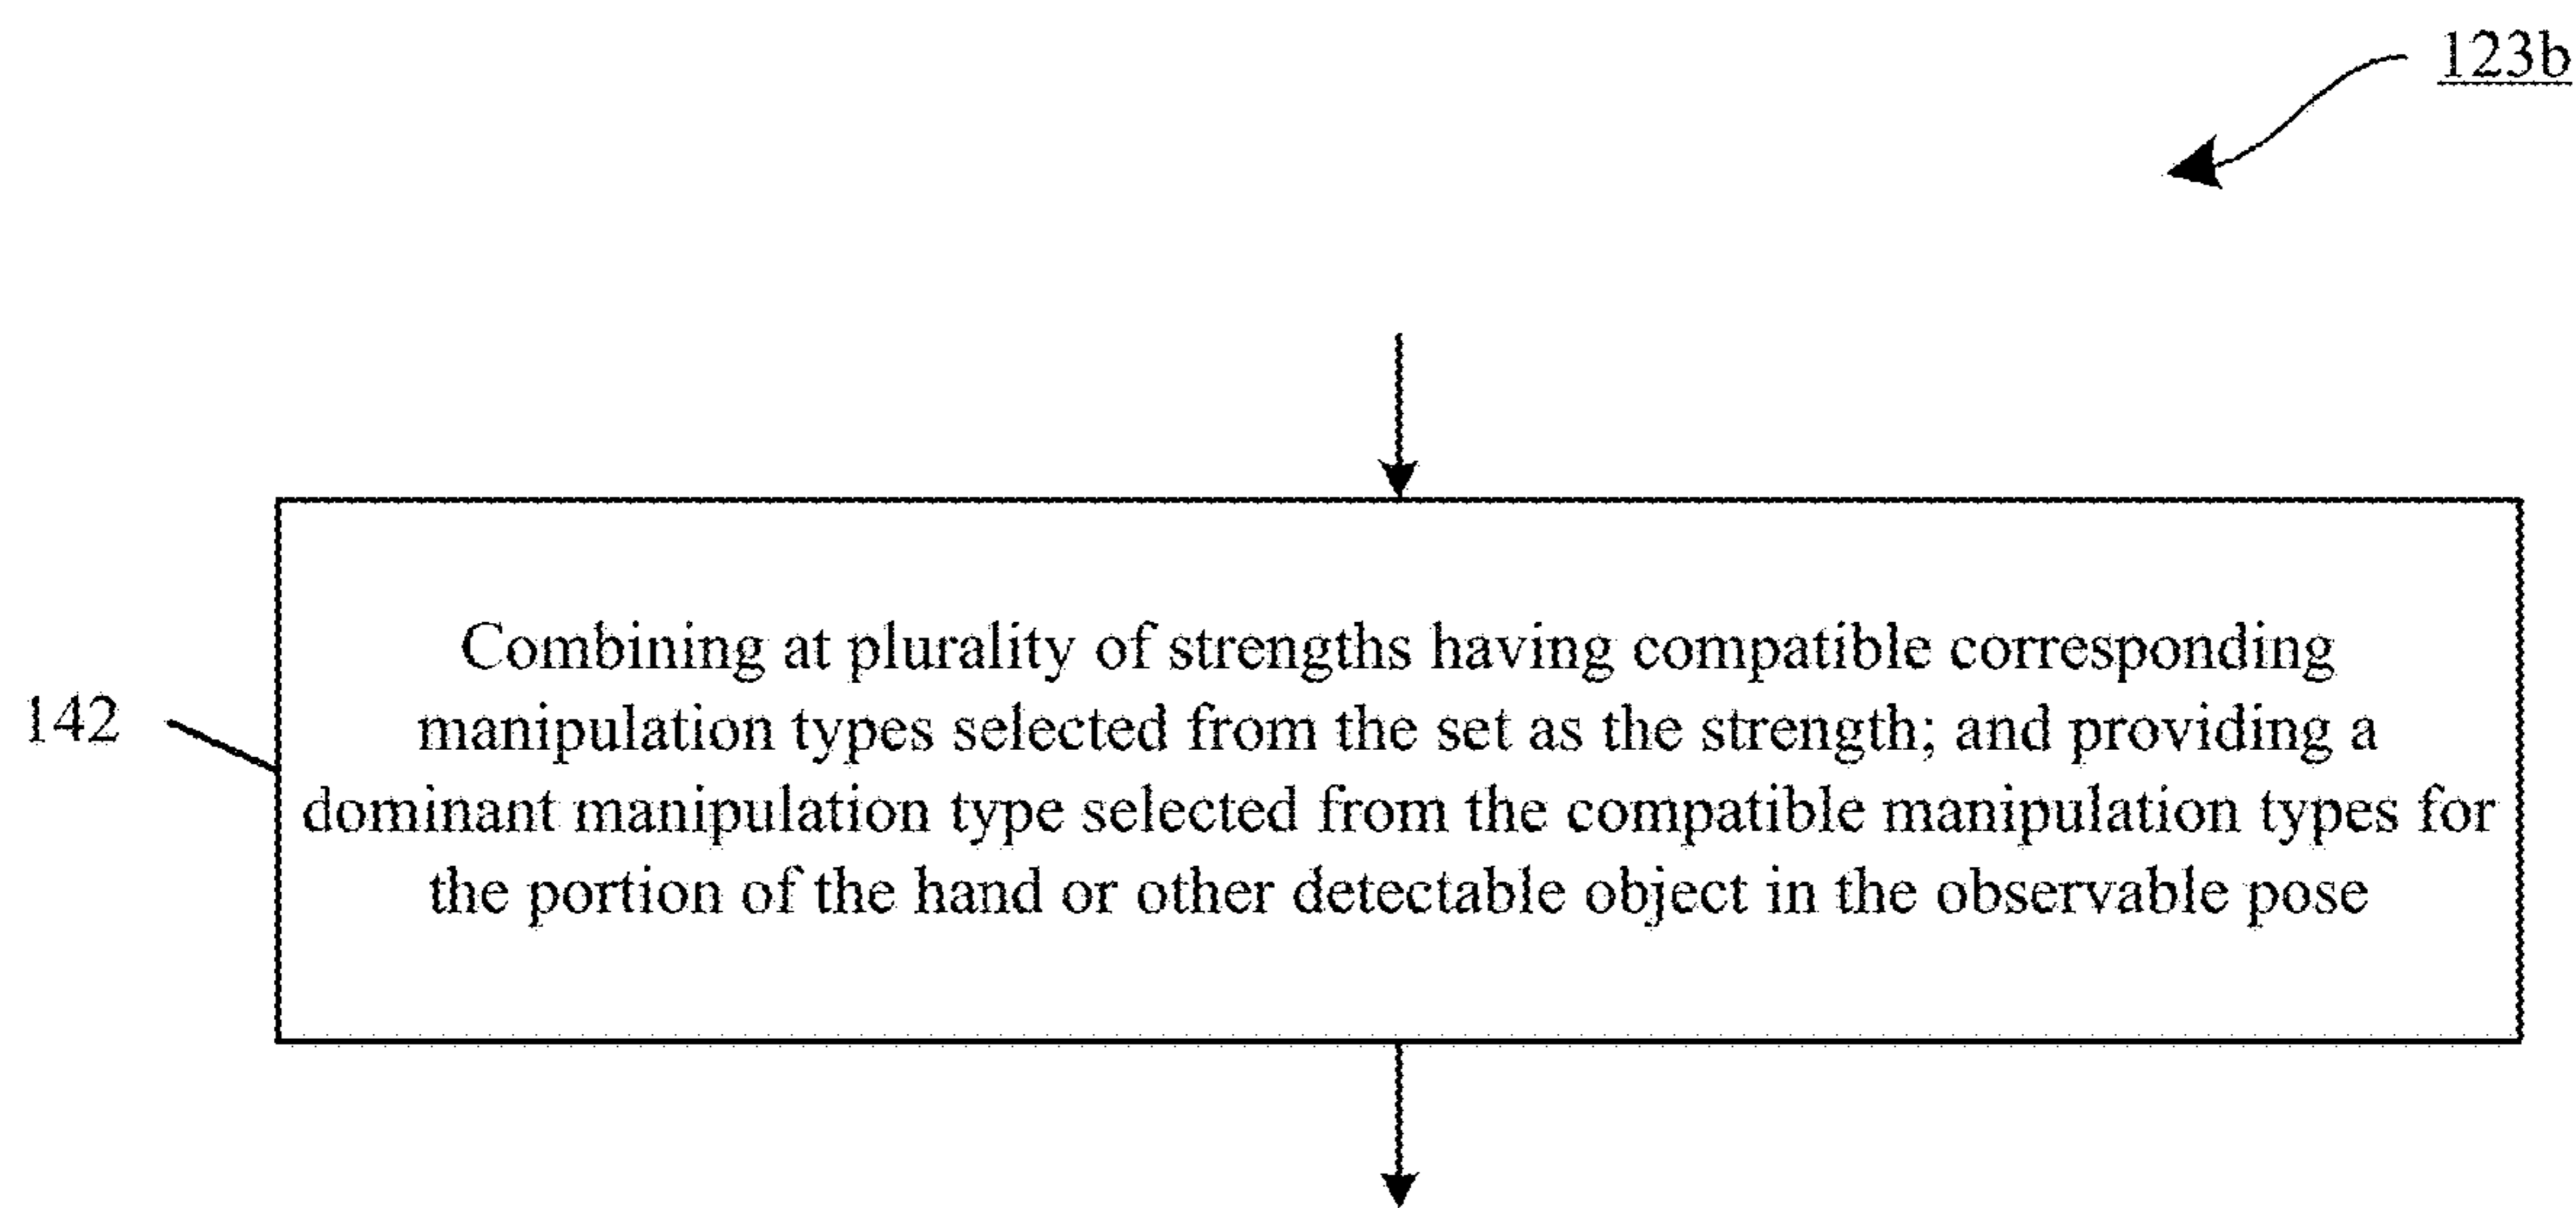 123b
Combining at plurality of strengths having compatible corresponding
142
manipulation types selected from the set as the strength; and providing a
dominant manipulation type selected from the compatible manipulation types for
the portion of the hand or other detectable object in the observable pose